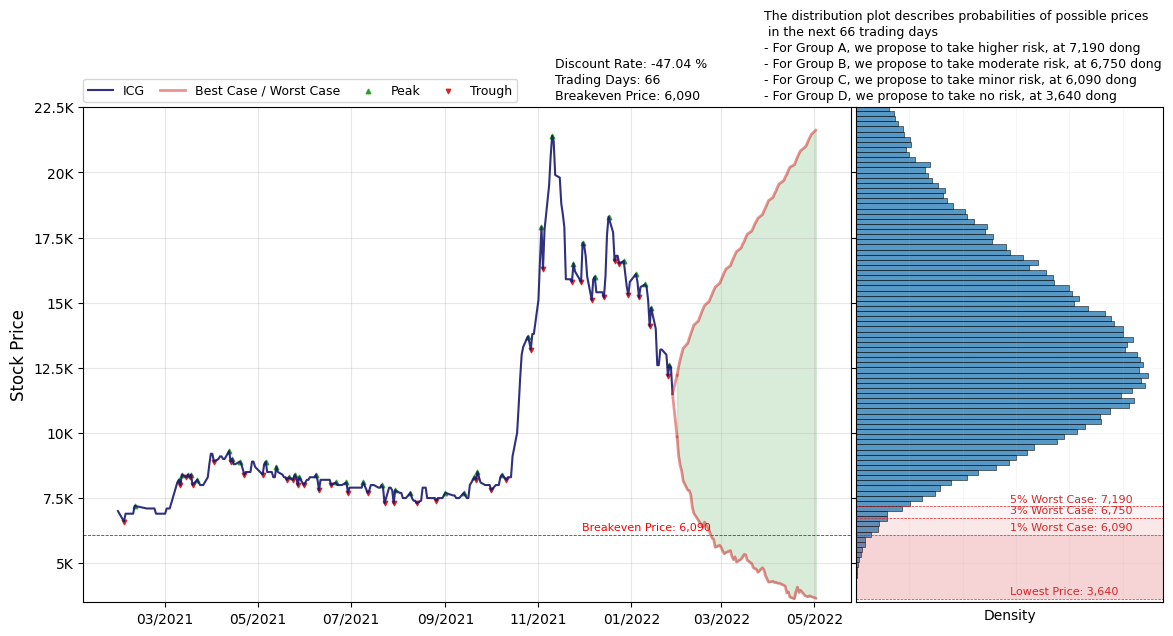 The distribution plot describes probabilities of possible prices
in the next 66 trading days
- For Group A, we propose to take higher risk, at 7,190 dong
- For Group B, we propose to take moderate risk, at 6,750 dong
- For Group C, we propose to take minor risk, at 6,090 dong
- For Group D, we propose to take no risk, at 3,640 dong
Discount Rate: -47.04 %
Trading Days: 66
Breakeven Price: 6,090
ICG
Best Case / Worst Case
Peak
Trough
Stock Price
22.5K
20K
17.5K
15K
12.5K
10K
7.5K
5K
Breakeven Price: 6,090
03/2021
05/2021
07/2021
09/2021
11/2021
01/2022
03/2022
05/2022
5% Worst Case: 7,190
3% Worst Case: 6,750
1% Worst Case: 6,090
Lowest Price: 3,640
Density